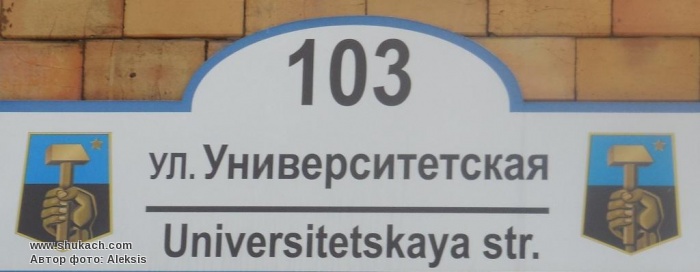 103
ул. Университетская
Universitetskaya str.
www.shukach.com
Автор фото: Aleksis